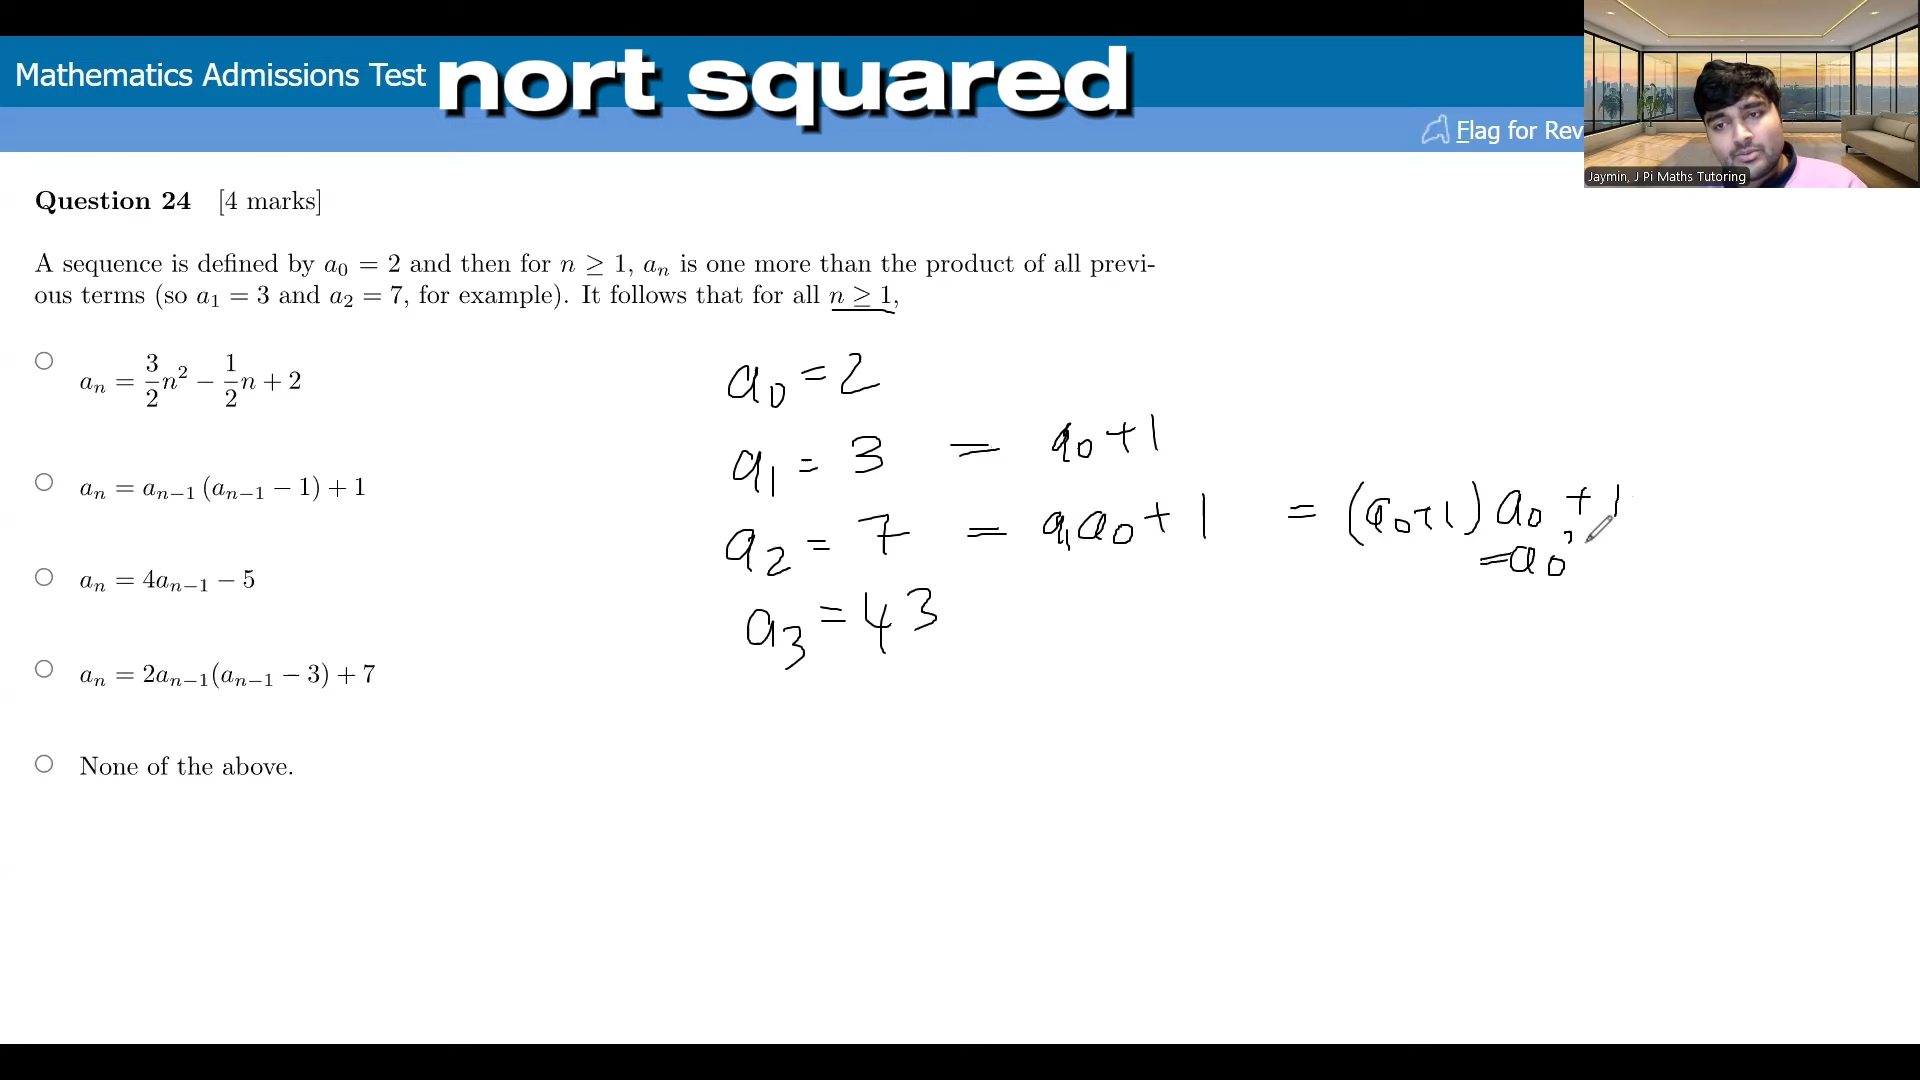 Mathematics Admissions Test
nort squared
Flag for Rev
Jaymin, J Pi Maths Tutoring
Question 24 [4 marks]
A sequence is defined by a₀ = 2 and then for n ≥ 1, aₙ is one more than the product of all previ-
ous terms (so a₁ = 3 and a₂ = 7, for example). It follows that for all n ≥ 1,
aₙ = 3/2 n² − 1/2 n + 2
aₙ = aₙ₋₁ (aₙ₋₁ − 1) + 1
aₙ = 4aₙ₋₁ − 5
aₙ = 2aₙ₋₁(aₙ₋₁ − 3) + 7
None of the above.
a₀ = 2
a₁ = 3 = a₀ + 1
a₂ = 7 = a₁a₀ + 1 = (a₀+1) a₀ + 1
= a₀
a₃ = 43